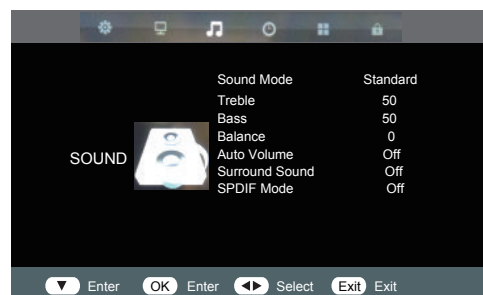 Sound Mode Standard
Treble 50
Bass 50
Balance 0
SOUND
Auto Volume Off
Surround Sound Off
SPDIF Mode Off
Enter OK Enter Select Exit Exit